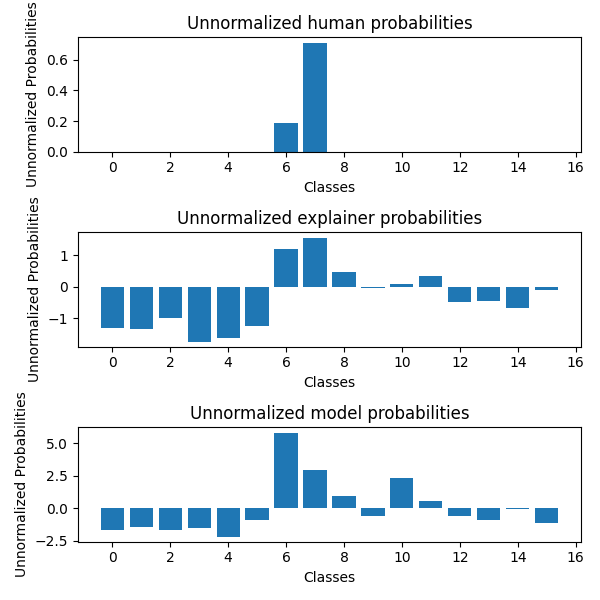 Unnormalized human probabilities
Unnormalized Probabilities
0.6
0.4
0.2
0.0
0 2 4 6 8 10 12 14 16
Classes
Unnormalized explainer probabilities
Unnormalized Probabilities
1
0
−1
0 2 4 6 8 10 12 14 16
Classes
Unnormalized model probabilities
Unnormalized Probabilities
5.0
2.5
0.0
−2.5
0 2 4 6 8 10 12 14 16
Classes